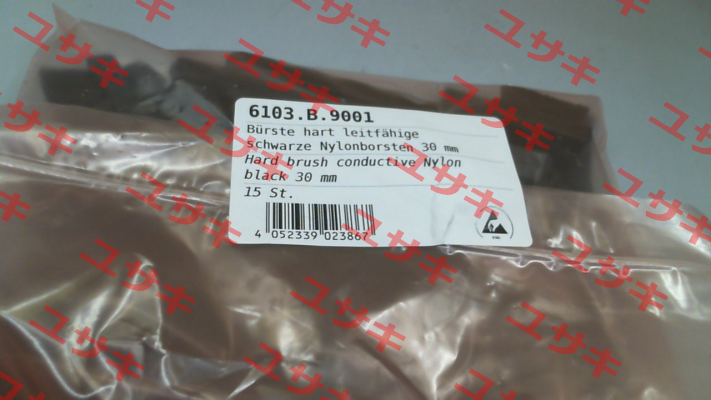 6103.B.9001
Bürste hart leitfähige
schwarze Nylonborsten 30 mm
Hard brush conductive Nylon
black 30 mm
15 St.
4 052339 023867
ユサキ